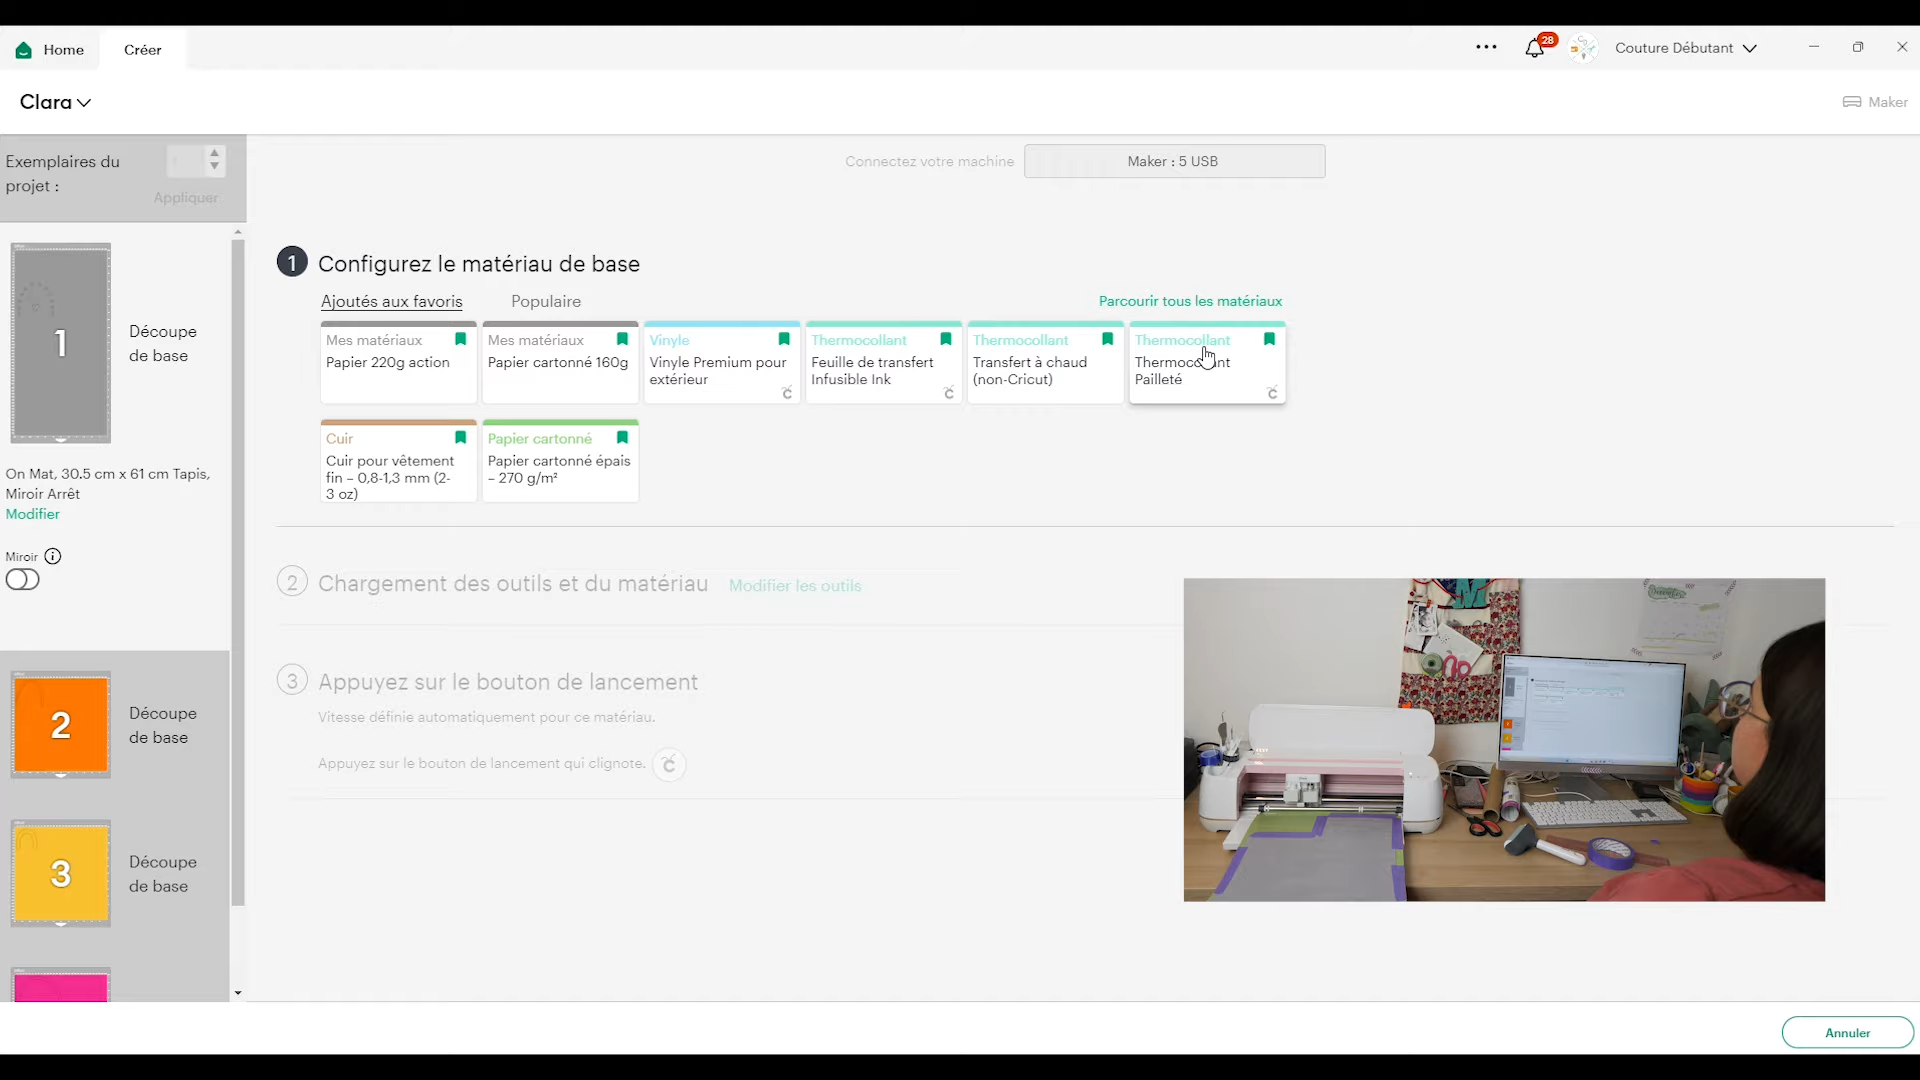 Home
Créer
28
Couture Débutant
Clara
Maker
Exemplaires du
projet :
Appliquer
Connectez votre machine
Maker : 5 USB
1 Configurez le matériau de base
Ajoutés aux favoris
Populaire
Parcourir tous les matériaux
Mes matériaux
Papier 220g action
Mes matériaux
Papier cartonné 160g
Vinyle
Vinyle Premium pour
extérieur
Thermocollant
Feuille de transfert
Infusible Ink
Thermocollant
Transfert à chaud
(non-Cricut)
Thermocollant
Pailleté
Cuir
Cuir pour vêtement
fin – 0,8-1,3 mm (2-
3 oz)
Papier cartonné
Papier cartonné épais
– 270 g/m²
1
Découpe
de base
On Mat, 30.5 cm x 61 cm Tapis,
Miroir Arrêt
Modifier
Miroir
2 Chargement des outils et du matériau
Modifier les outils
3 Appuyez sur le bouton de lancement
Vitesse définie automatiquement pour ce matériau.
Appuyez sur le bouton de lancement qui clignote.
2
Découpe
de base
3
Découpe
de base
Annuler